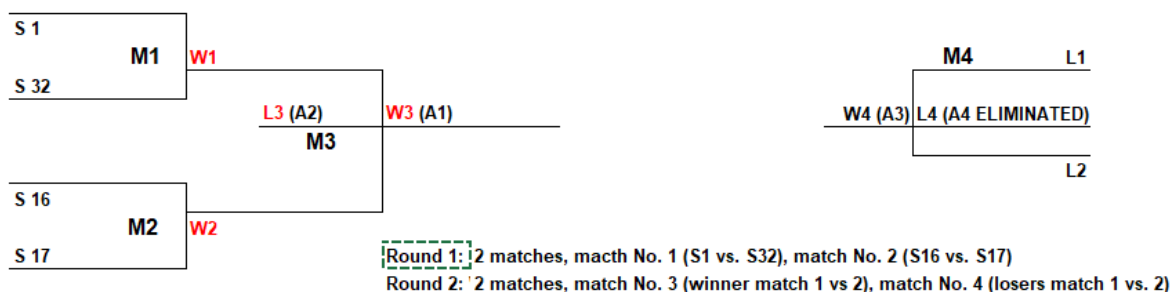 S 1
M1
W1
S 32
L3 (A2)
W3 (A1)
M3
S 16
M2
W2
S 17
M4
L1
W4 (A3)
L4 (A4 ELIMINATED)
L2
Round 1: 2 matches, macth No. 1 (S1 vs. S32), match No. 2 (S16 vs. S17)
Round 2: 2 matches, match No. 3 (winner match 1 vs 2), match No. 4 (losers match 1 vs. 2)